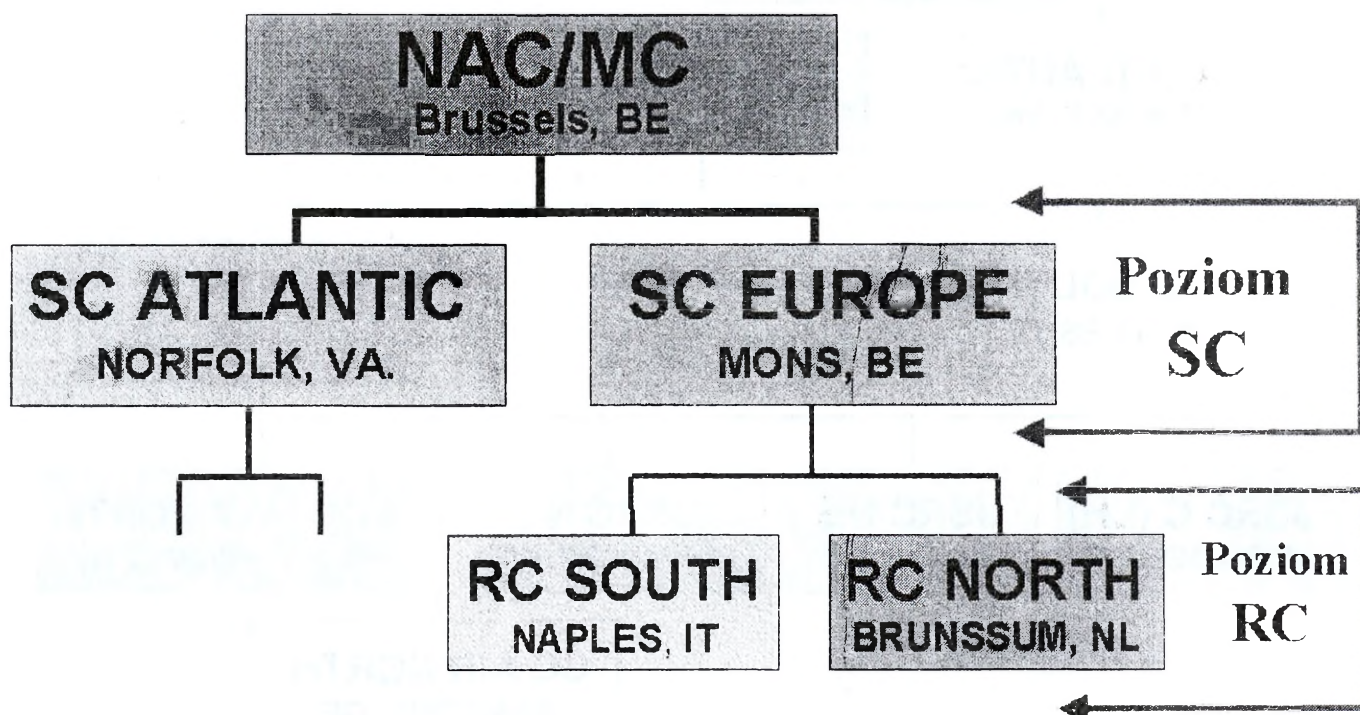 NAC/MC
Brussels, BE
SC ATLANTIC
NORFOLK, VA.
SC EUROPE
MONS, BE
Poziom
SC
RC SOUTH
NAPLES, IT
RC NORTH
BRUNSSUM, NL
Poziom
RC